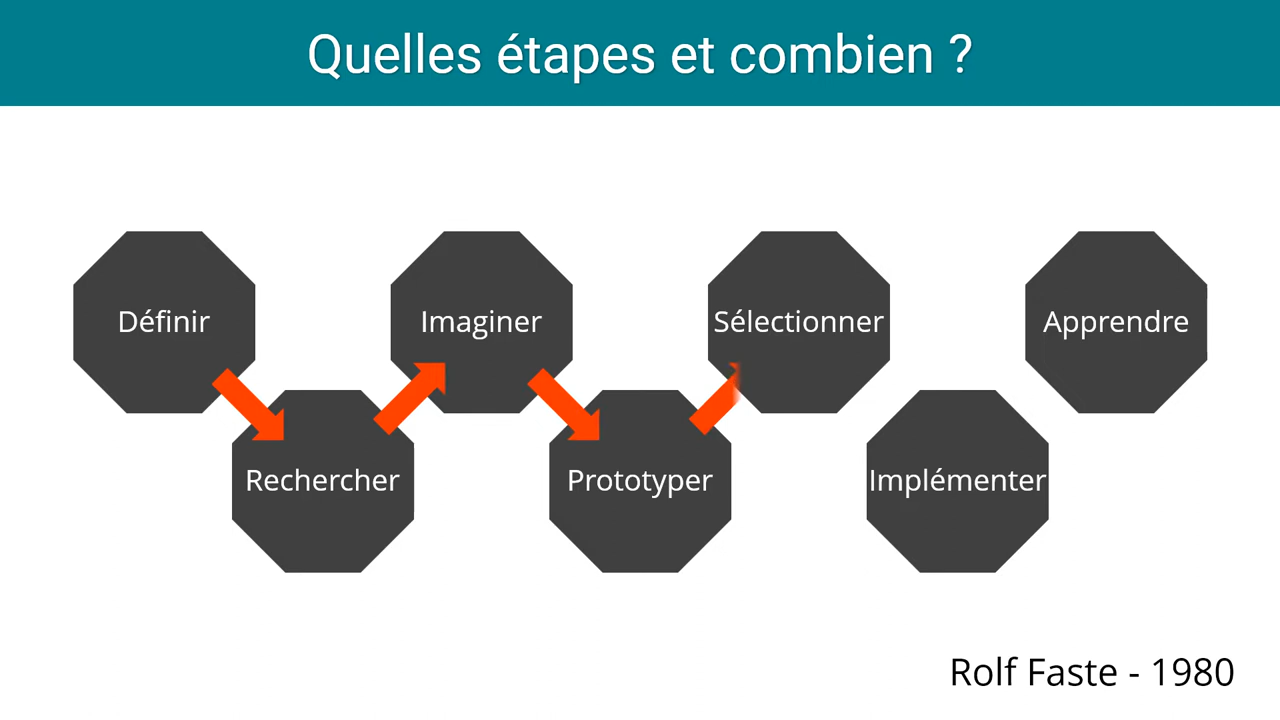 Quelles étapes et combien ?
Définir
Imaginer
Sélectionner
Apprendre
Rechercher
Prototyper
Implémenter
Rolf Faste - 1980